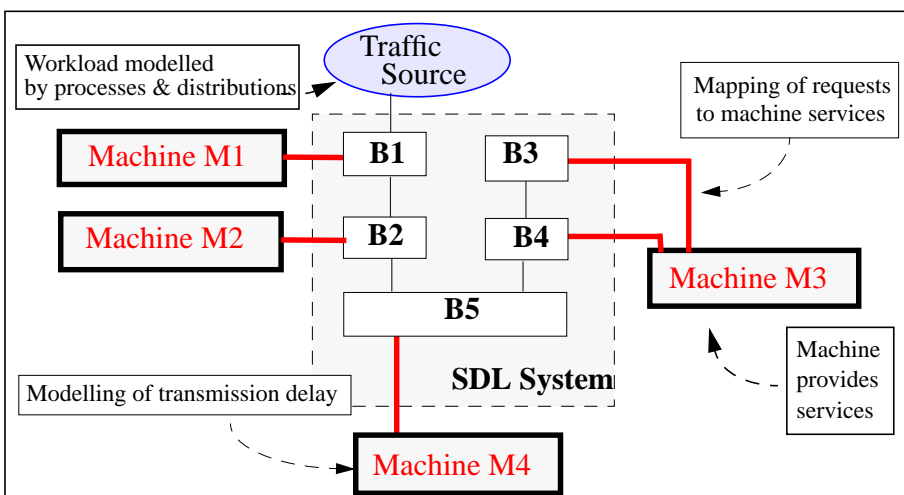 Traffic
Source
Workload modelled
by processes & distributions
Mapping of requests
to machine services
Machine M1
B1
B3
Machine M2
B2
B4
Machine M3
B5
SDL System
Machine
provides
services
Modelling of transmission delay
Machine M4